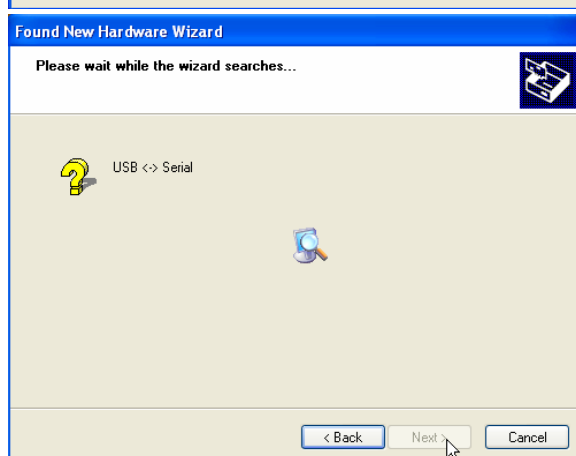 Found New Hardware Wizard
Please wait while the wizard searches...
USB <-> Serial
< Back
Next >
Cancel